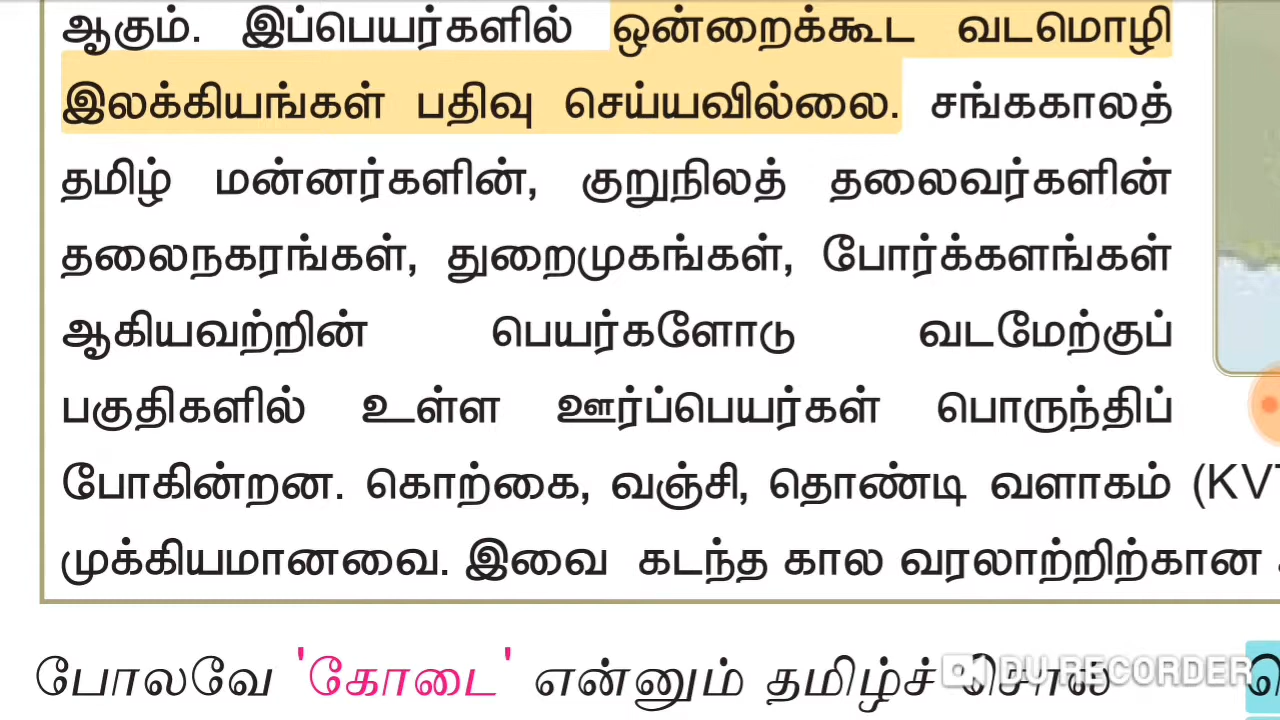 ஆகும். இப்பெயர்களில் ஒன்றைக்கூட வடமொழி
இலக்கியங்கள் பதிவு செய்யவில்லை. சங்ககாலத்
தமிழ் மன்னர்களின், குறுநிலத் தலைவர்களின்
தலைநகரங்கள், துறைமுகங்கள், போர்க்களங்கள்
ஆகியவற்றின் பெயர்களோடு வடமேற்குப்
பகுதிகளில் உள்ள ஊர்ப்பெயர்கள் பொருந்திப்
போகின்றன. கொற்கை, வஞ்சி, தொண்டி வளாகம் (KVT
முக்கியமானவை. இவை கடந்த கால வரலாற்றிற்கான
போலவே 'கோடை' என்னும் தமிழ்ச் சொல்
DU RECORDER